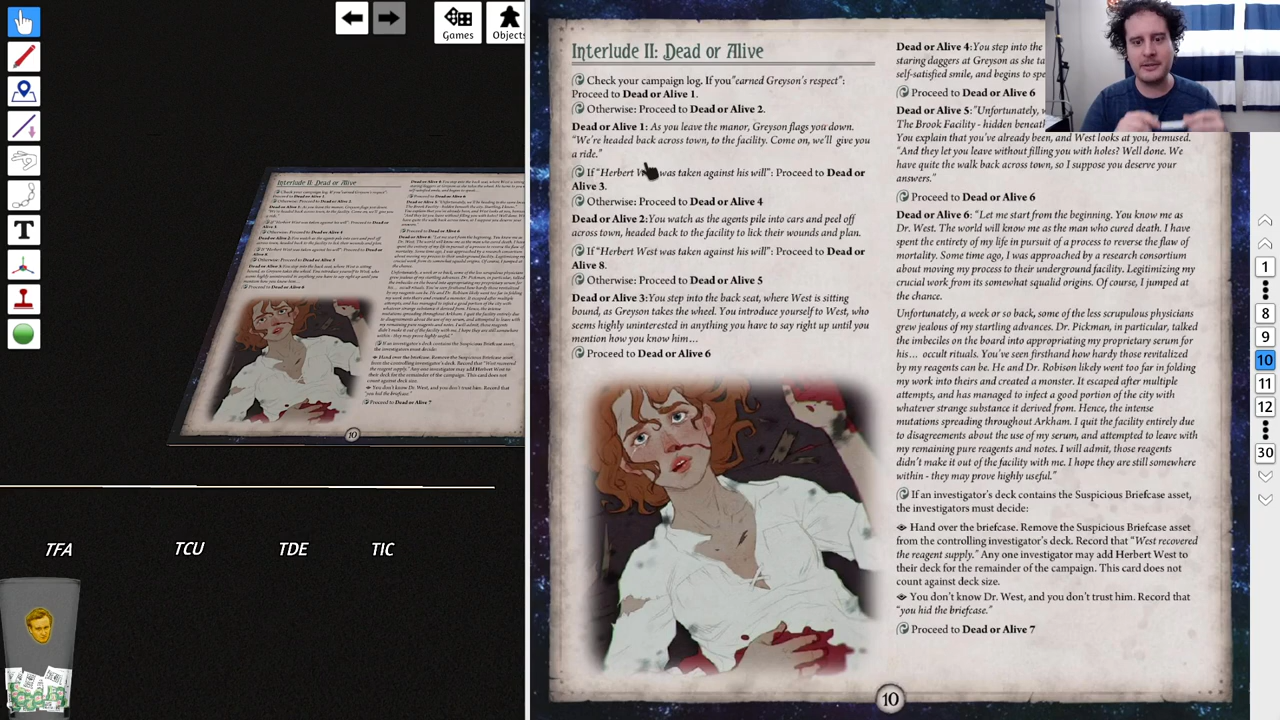 Games
Objects
TFA
TCU
TDE
TIC
Interlude II: Dead or Alive
Check your campaign log. If you "earned Greyson's respect":
Proceed to Dead or Alive 1.
Otherwise: Proceed to Dead or Alive 2.
Dead or Alive 1: As you leave the manor, Greyson flags you down.
"We're headed back across town, to the facility. Come on, we'll give you
a ride."
If "Herbert W was taken against his will": Proceed to Dead or
Alive 3.
Otherwise: Proceed to Dead or Alive 4
Dead or Alive 2: You watch as the agents pile into cars and peel off
across town, headed back to the facility to lick their wounds and plan.
If "Herbert West was taken against his will": Proceed to Dead or
Alive 8.
Otherwise: Proceed to Dead or Alive 5
Dead or Alive 3: You step into the back seat, where West is sitting
bound, as Greyson takes the wheel. You introduce yourself to West, who
seems highly uninterested in anything you have to say right up until you
mention how you know him…
Proceed to Dead or Alive 6
10
Dead or Alive 4: You step into the
staring daggers at Greyson as she ta
self-satisfied smile, and begins to spe
Proceed to Dead or Alive 6
Dead or Alive 5: "Unfortunately, w
The Brook Facility - hidden beneath
You explain that you've already been, and West looks at you, bemused.
"And they let you leave without filling you with holes? Well done. We
have quite the walk back across town, so I suppose you deserve your
answers."
Proceed to Dead or Alive 6
Dead or Alive 6: "Let me start from the beginning. You know me as
Dr. West. The world will know me as the man who cured death. I have
spent the entirety of my life in pursuit of a process to reverse the flaw of
mortality. Some time ago, I was approached by a research consortium
about moving my process to their underground facility. Legitimizing my
crucial work from its somewhat squalid origins. Of course, I jumped at
the chance.
Unfortunately, a week or so back, some of the less scrupulous physicians
grew jealous of my startling advances. Dr. Pickman, in particular, talked
the imbeciles on the board into appropriating my proprietary serum for
his… occult rituals. You've seen firsthand how hardy those revitalized
by my reagents can be. He and Dr. Robison likely went too far in folding
my work into theirs and created a monster. It escaped after multiple
attempts, and has managed to infect a good portion of the city with
whatever strange substance it derived from. Hence, the intense
mutations spreading throughout Arkham. I quit the facility entirely due
to disagreements about the use of my serum, and attempted to leave with
my remaining pure reagents and notes. I will admit, those reagents
didn't make it out of the facility with me. I hope they are still somewhere
within - they may prove highly useful."
If an investigator's deck contains the Suspicious Briefcase asset,
the investigators must decide:
Hand over the briefcase. Remove the Suspicious Briefcase asset
from the controlling investigator's deck. Record that "West recovered
the reagent supply." Any one investigator may add Herbert West to
their deck for the remainder of the campaign. This card does not
count against deck size.
You don't know Dr. West, and you don't trust him. Record that
"you hid the briefcase."
Proceed to Dead or Alive 7
1
8
9
10
11
12
30